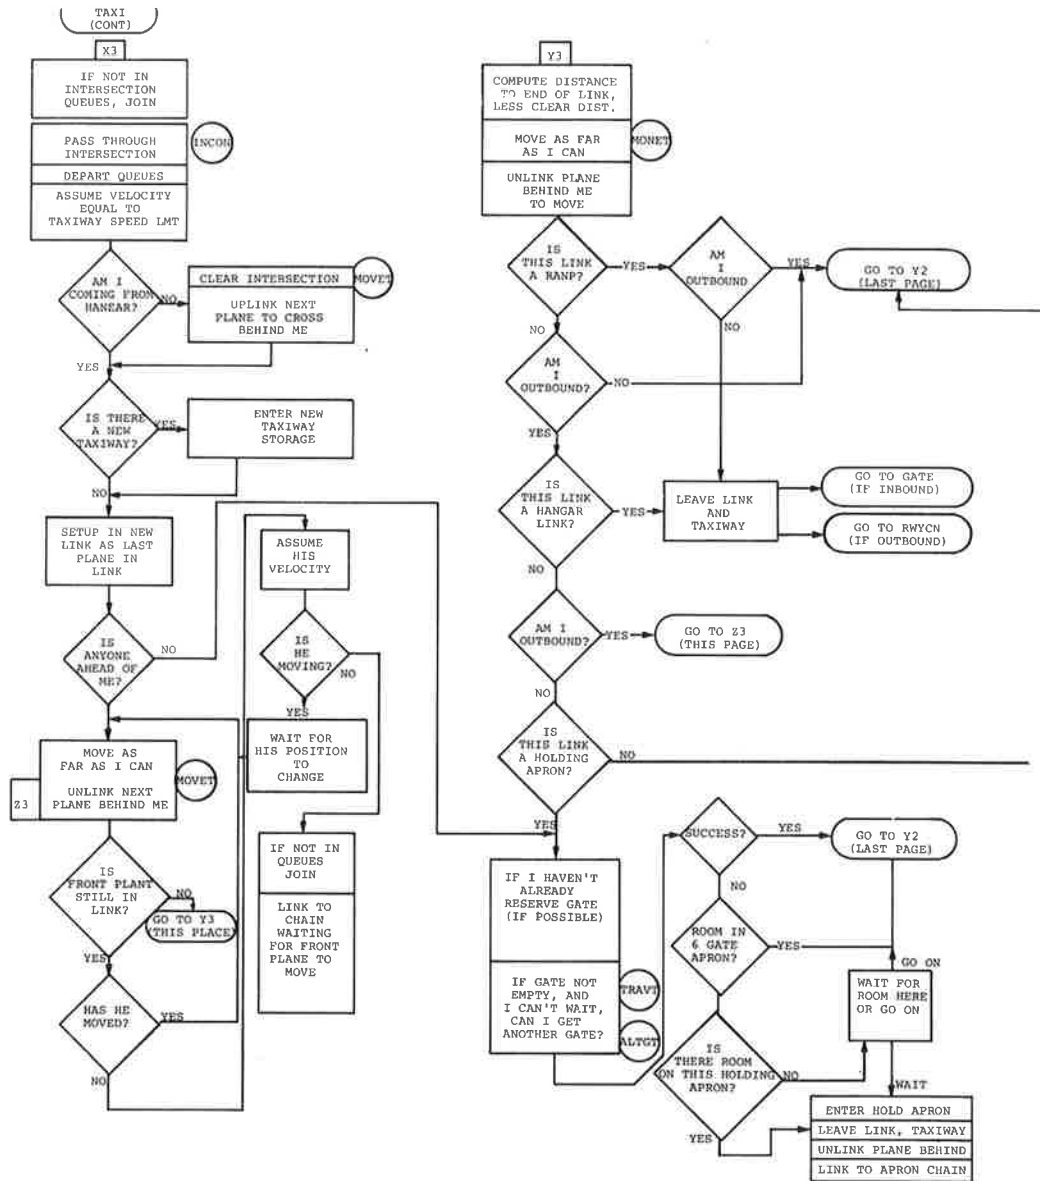 TAXI
(CONT)
X3
IF NOT IN
INTERSECTION
QUEUES, JOIN
PASS THROUGH
INTERSECTION
INCON
DEPART QUEUES
ASSUME VELOCITY
EQUAL TO
TAXIWAY SPEED LMT
AM I
COMING FROM
HANEAR?
NO
CLEAR INTERSECTION
MOVET
UPLINK NEXT
PLANE TO CROSS
BEHIND ME
YES
IS THERE
A NEW
TAXIWAY?
YES
ENTER NEW
TAXIWAY
STORAGE
NO
SETUP IN NEW
LINK AS LAST
PLANE IN
LINK
IS
ANYONE
AHEAD OF
ME?
NO
ASSUME
HIS
VELOCITY
IS
HE
MOVING?
NO
YES
WAIT FOR
HIS POSITION
TO
CHANGE
MOVE AS
FAR AS I CAN
UNLINK NEXT
PLANE BEHIND ME
MOVET
Z3
IS
FRONT PLANT
STILL IN
LINK?
NO
GO TO Y3
(THIS PLACE)
YES
HAS HE
MOVED?
YES
NO
IF NOT IN
QUEUES
JOIN
LINK TO
CHAIN
WAITING
FOR FRONT
PLANE TO
MOVE
Y3
COMPUTE DISTANCE
TO END OF LINK,
LESS CLEAR DIST.
MOVE AS FAR
AS I CAN
MONET
UNLINK PLANE
BEHIND ME
TO MOVE
IS
THIS LINK
A RANP?
YES
AM
I
OUTBOUND
YES
GO TO Y2
(LAST PAGE)
NO
NO
AM
I
OUTBOUND?
NO
YES
IS
THIS LINK
A HANGAR
LINK?
YES
LEAVE LINK
AND
TAXIWAY
GO TO GATE
(IF INBOUND)
GO TO RWYCN
(IF OUTBOUND)
NO
AM I
OUTBOUND?
YES
GO TO Z3
(THIS PAGE)
NO
IS
THIS LINK
A HOLDING
APRON?
NO
YES
IF I HAVEN'T
ALREADY
RESERVE GATE
(IF POSSIBLE)
IF GATE NOT
EMPTY, AND
I CAN'T WAIT,
CAN I GET
ANOTHER GATE?
TRAVT
ALTGT
SUCCESS?
YES
GO TO Y2
(LAST PAGE)
NO
ROOM IN
6 GATE
APRON?
YES
GO ON
WAIT FOR
ROOM HERE
OR GO ON
IS
THERE ROOM
ON THIS HOLDING
APRON?
NO
WAIT
YES
ENTER HOLD APRON
LEAVE LINK, TAXIWAY
UNLINK PLANE BEHIND
LINK TO APRON CHAIN